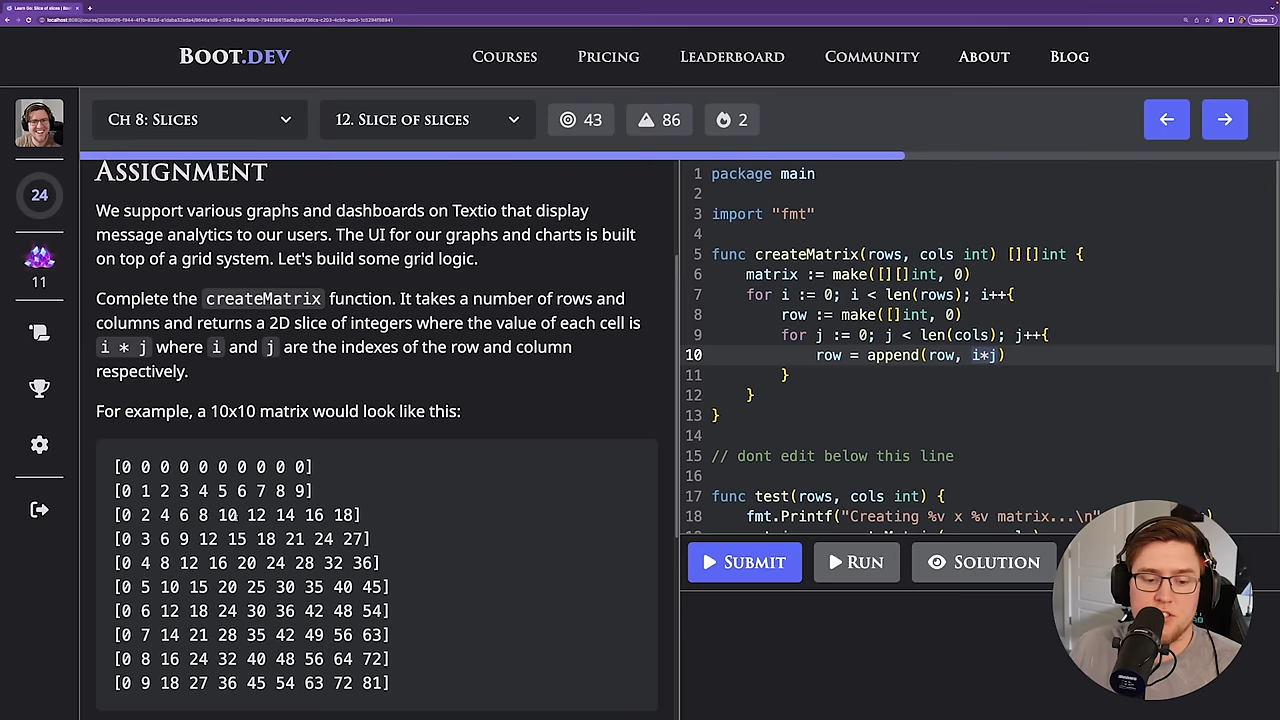 Learn Go: Slice of slices
Update
BOOT.DEV
COURSES
PRICING
LEADERBOARD
COMMUNITY
ABOUT
BLOG
CH 8: SLICES
12. SLICE OF SLICES
43
86
2
24
11
ASSIGNMENT
We support various graphs and dashboards on Textio that display
message analytics to our users. The UI for our graphs and charts is built
on top of a grid system. Let's build some grid logic.
Complete the createMatrix function. It takes a number of rows and
columns and returns a 2D slice of integers where the value of each cell is
i * j where i and j are the indexes of the row and column
respectively.
For example, a 10x10 matrix would look like this:
[0 0 0 0 0 0 0 0 0 0]
[0 1 2 3 4 5 6 7 8 9]
[0 2 4 6 8 10 12 14 16 18]
[0 3 6 9 12 15 18 21 24 27]
[0 4 8 12 16 20 24 28 32 36]
[0 5 10 15 20 25 30 35 40 45]
[0 6 12 18 24 30 36 42 48 54]
[0 7 14 21 28 35 42 49 56 63]
[0 8 16 24 32 40 48 56 64 72]
[0 9 18 27 36 45 54 63 72 81]
1 package main
2
3 import "fmt"
4
5 func createMatrix(rows, cols int) [][]int {
6 matrix := make([][]int, 0)
7 for i := 0; i < len(rows); i++{
8 row := make([]int, 0)
9 for j := 0; j < len(cols); j++{
10 row = append(row, i*j)
11 }
12 }
13 }
14
15 // dont edit below this line
16
17 func test(rows, cols int) {
18 fmt.Printf("Creating %v x %v matrix...\n"
SUBMIT
RUN
SOLUTION